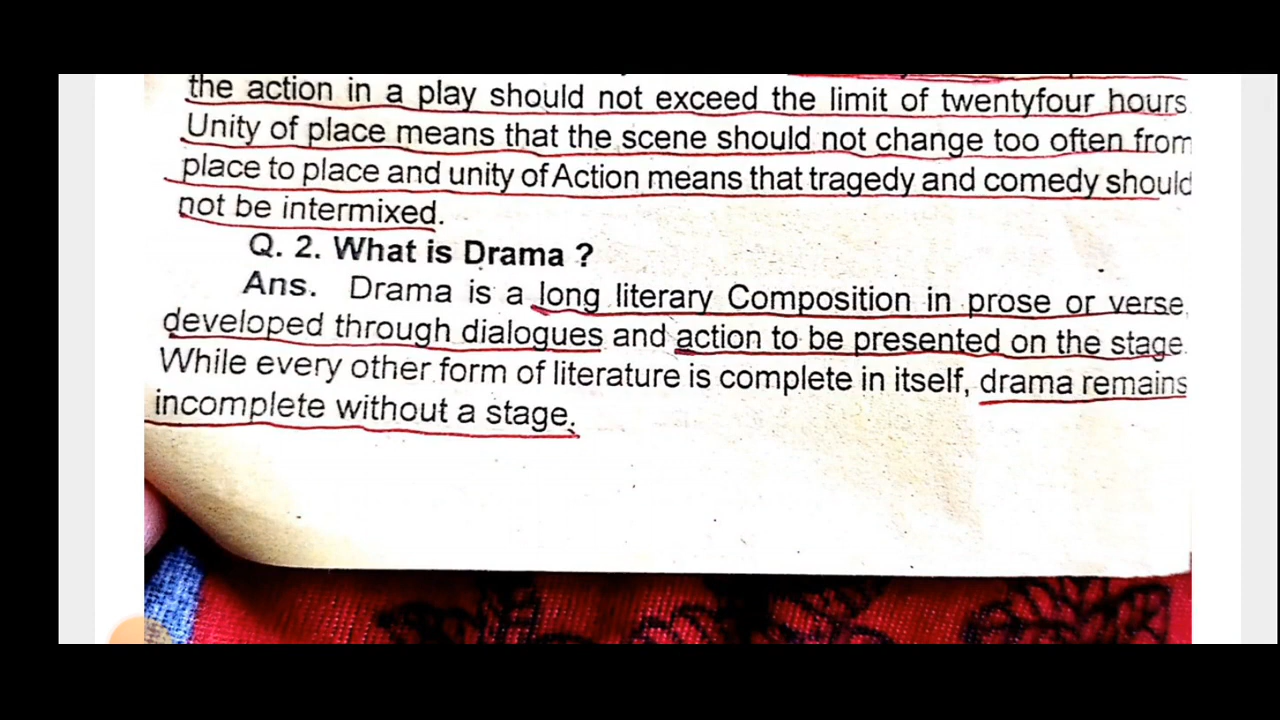 the action in a play should not exceed the limit of twentyfour hours.
Unity of place means that the scene should not change too often from
place to place and unity of Action means that tragedy and comedy should
not be intermixed.
Q. 2. What is Drama ?
Ans. Drama is a long literary Composition in prose or verse,
developed through dialogues and action to be presented on the stage.
While every other form of literature is complete in itself, drama remains
incomplete without a stage.